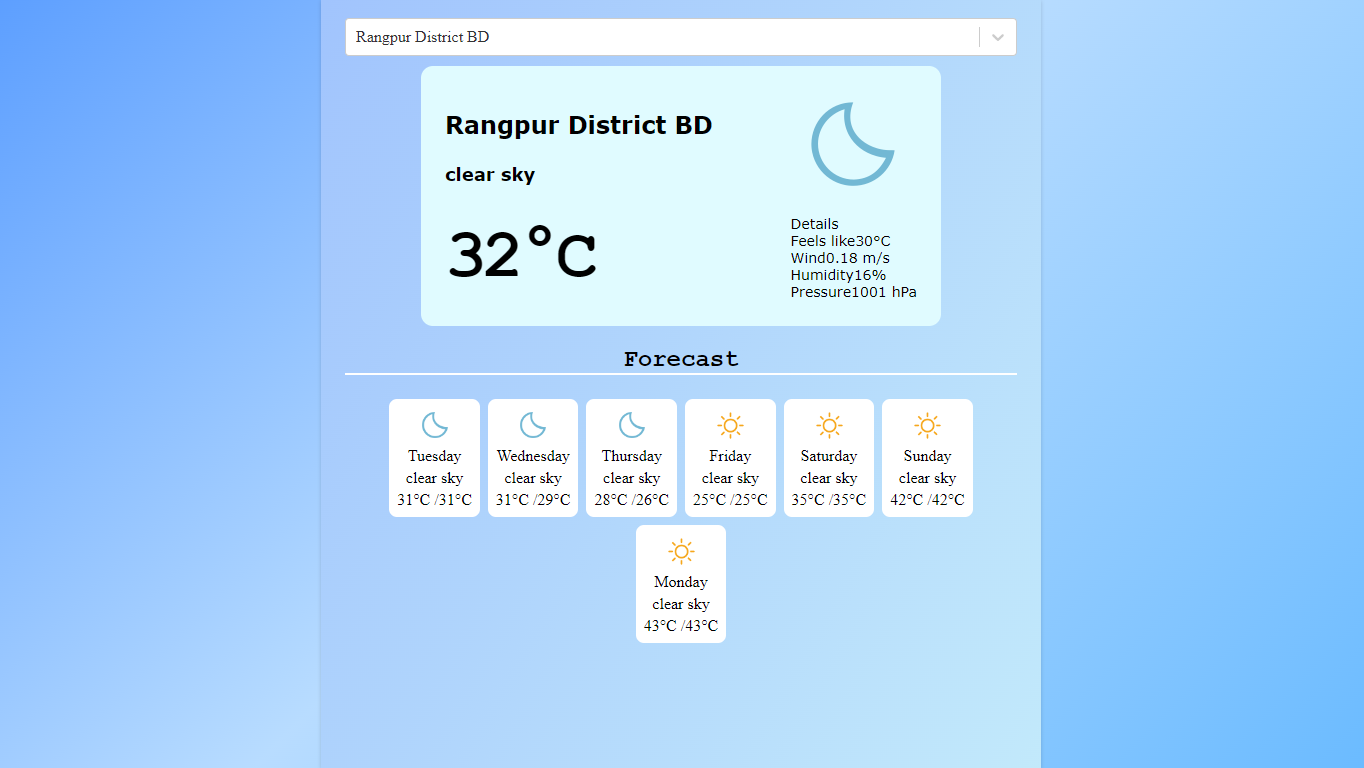 Rangpur District BD
Rangpur District BD
clear sky
32°C
Details
Feels like30°C
Wind0.18 m/s
Humidity16%
Pressure1001 hPa
Forecast
Tuesday
clear sky
31°C /31°C
Wednesday
clear sky
31°C /29°C
Thursday
clear sky
28°C /26°C
Friday
clear sky
25°C /25°C
Saturday
clear sky
35°C /35°C
Sunday
clear sky
42°C /42°C
Monday
clear sky
43°C /43°C